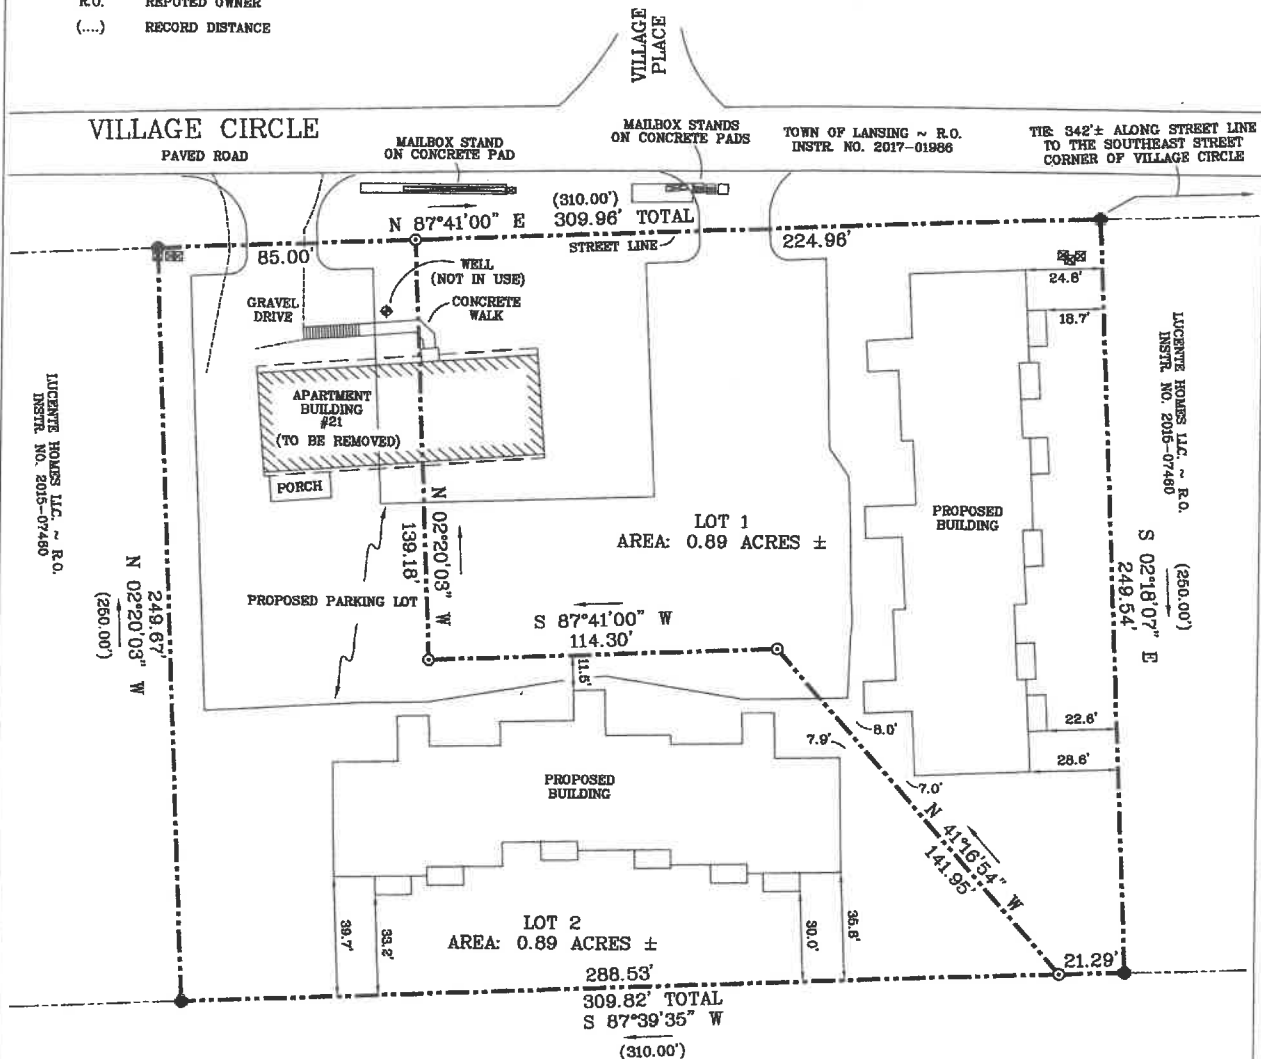 R.O. REPUTED OWNER
(....) RECORD DISTANCE
VILLAGE
PLACE
VILLAGE CIRCLE
PAVED ROAD
MAILBOX STAND
ON CONCRETE PAD
MAILBOX STANDS
ON CONCRETE PADS
TOWN OF LANSING ~ R.O.
INSTR. NO. 2017-01986
TIE: 342'± ALONG STREET LINE
TO THE SOUTHEAST STREET
CORNER OF VILLAGE CIRCLE
(310.00')
N 87°41'00" E 309.96' TOTAL
STREET LINE
85.00'
224.96'
WELL
(NOT IN USE)
GRAVEL
DRIVE
CONCRETE
WALK
24.6'
18.7'
APARTMENT
BUILDING
#21
(TO BE REMOVED)
PORCH
LUCENTE HOMES LLC. ~ R.O.
INSTR. NO. 2015-07460
LUCENTE HOMES LLC. ~ R.O.
INSTR. NO. 2015-07460
N 02°20'03" W
139.18'
LOT 1
AREA: 0.89 ACRES ±
PROPOSED
BUILDING
S 02°18'07" E
249.54'
(250.00')
N 02°20'03" W
249.67'
(250.00')
PROPOSED PARKING LOT
S 87°41'00" W
114.30'
11.5'
8.0'
7.9'
7.0'
22.6'
28.6'
PROPOSED
BUILDING
N 41°16'54" W
141.95'
39.7'
33.2'
30.0'
35.8'
LOT 2
AREA: 0.89 ACRES ±
288.53'
21.29'
309.82' TOTAL
S 87°39'35" W
(310.00')